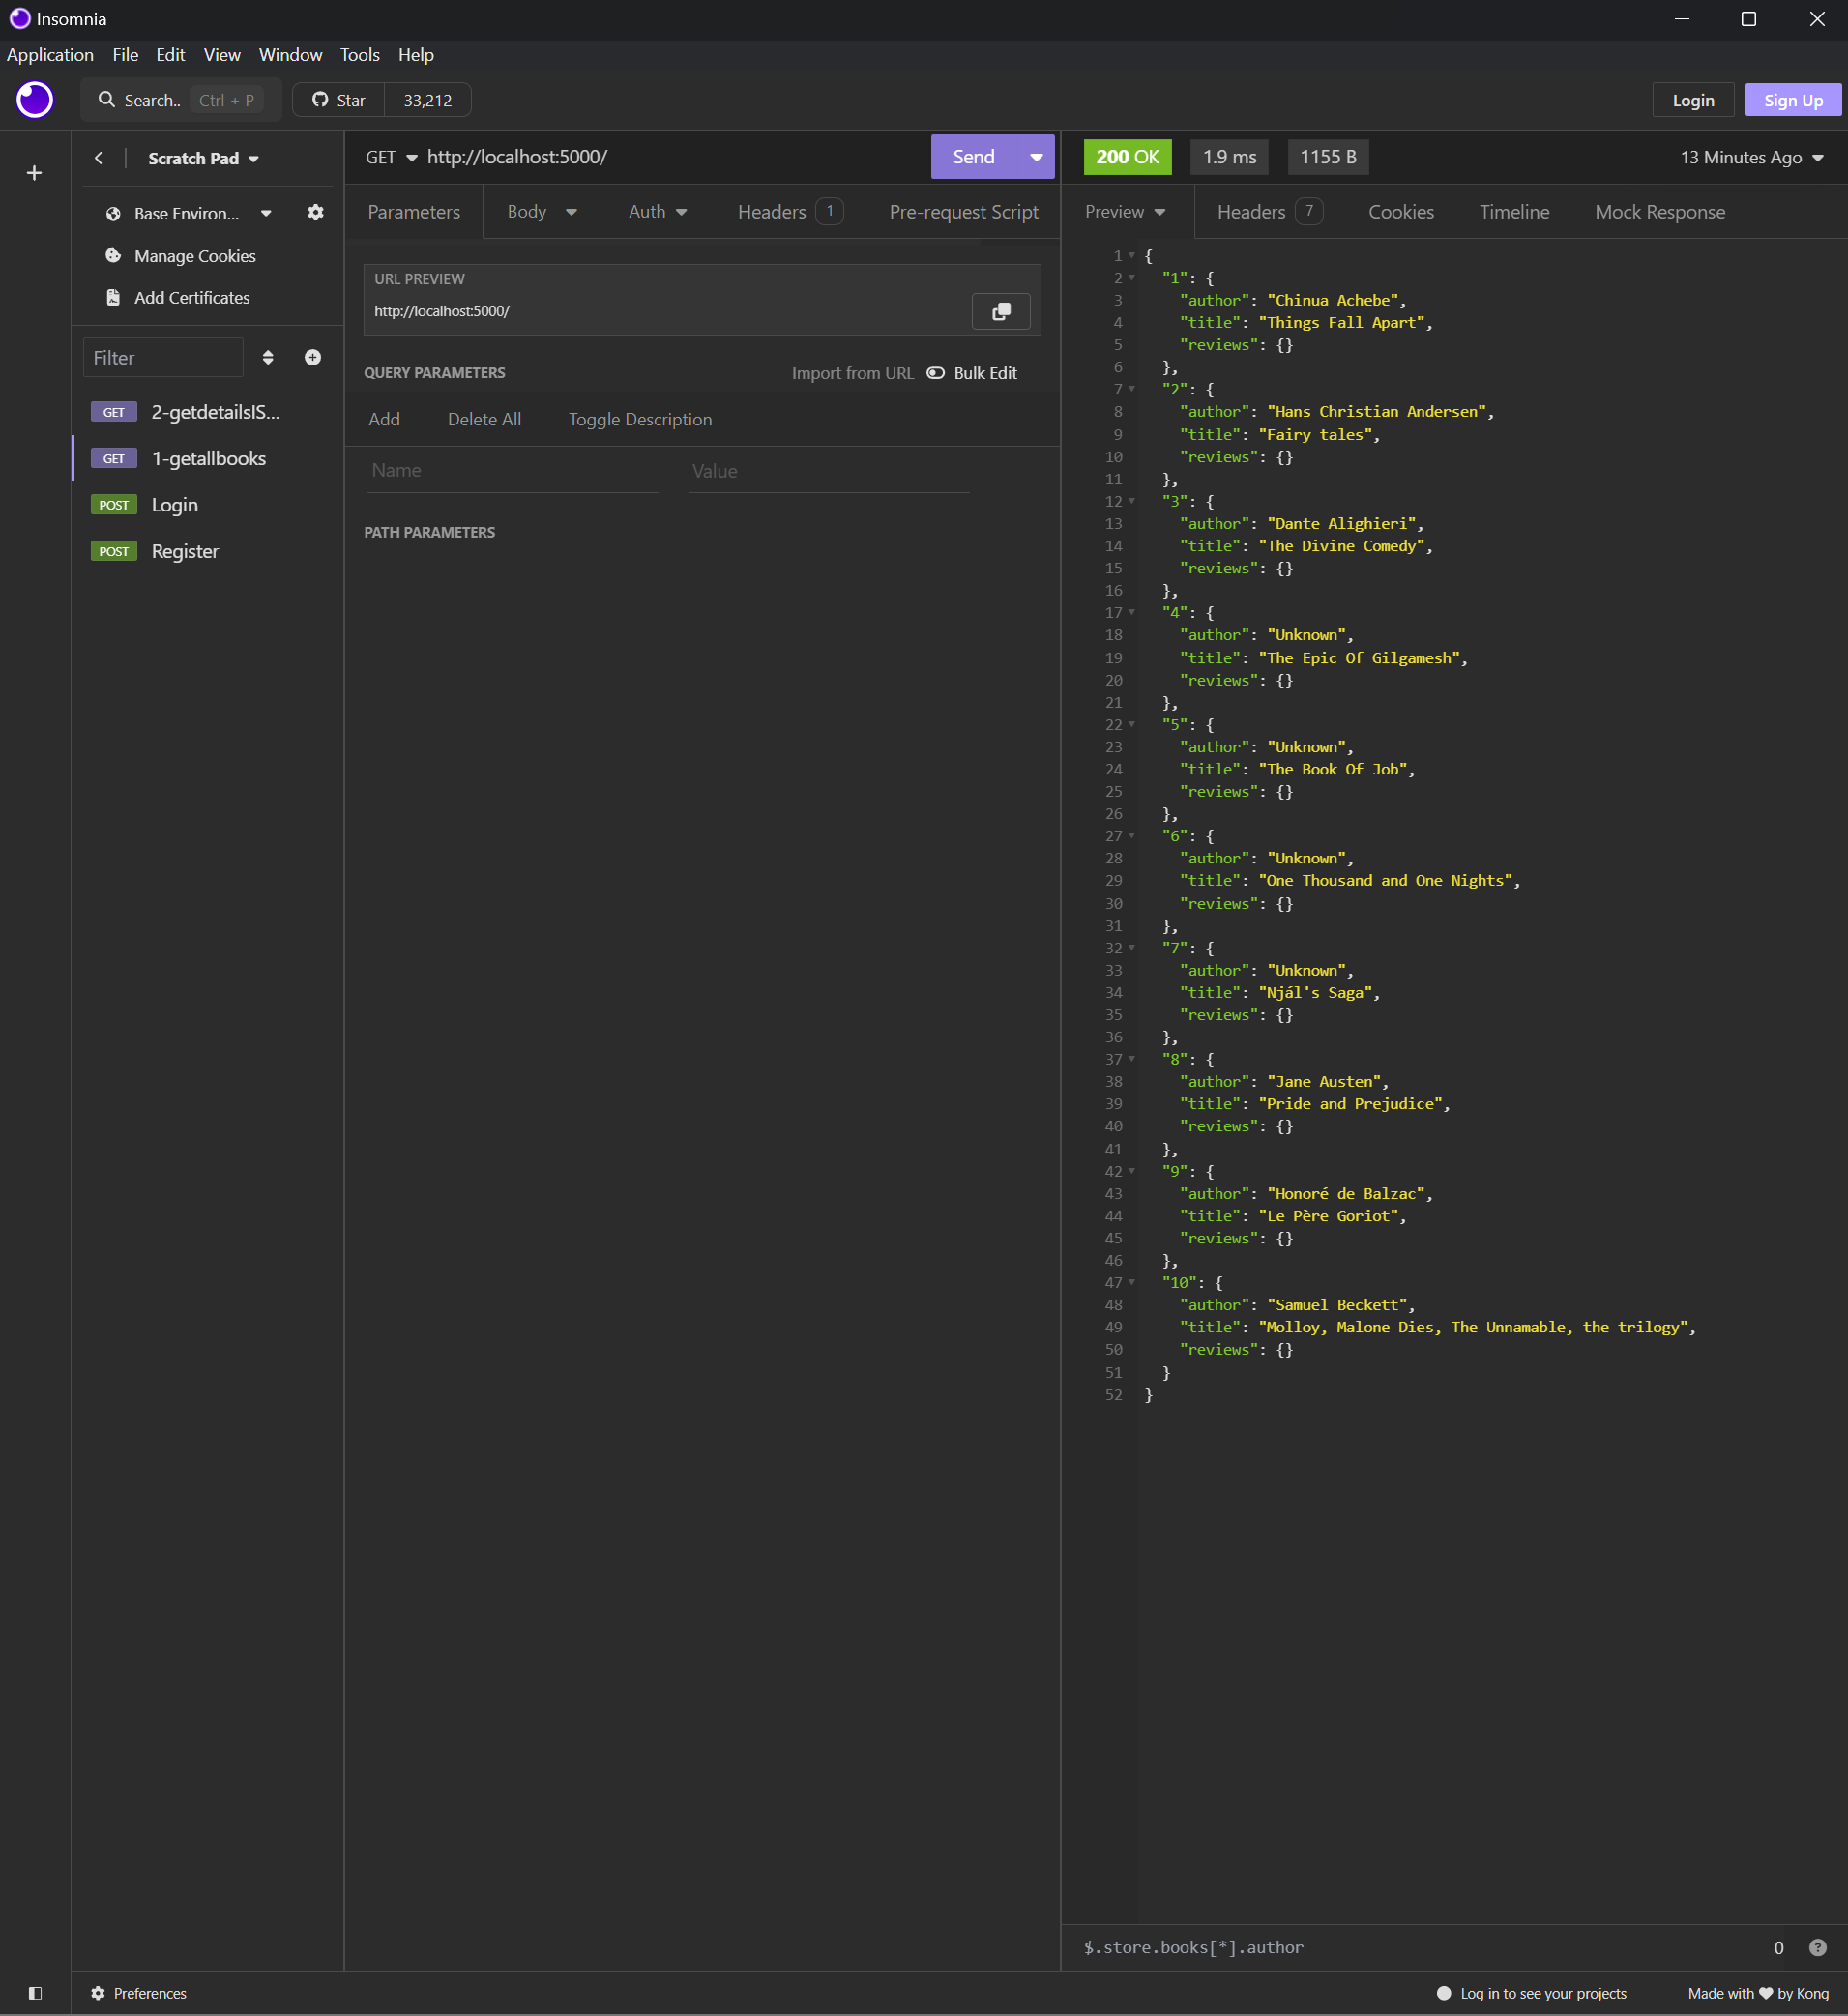 Insomnia
Application File Edit View Window Tools Help
Search.. Ctrl + P Star 33,212 Login Sign Up
Scratch Pad
Base Environ...
Manage Cookies
Add Certificates
Filter
GET 2-getdetailsIS...
GET 1-getallbooks
POST Login
POST Register
GET http://localhost:5000/ Send
Parameters Body Auth Headers 1 Pre-request Script
URL PREVIEW
http://localhost:5000/
QUERY PARAMETERS Import from URL Bulk Edit
Add Delete All Toggle Description
Name Value
PATH PARAMETERS
200 OK 1.9 ms 1155 B 13 Minutes Ago
Preview Headers 7 Cookies Timeline Mock Response
1 {
2 "1": {
3 "author": "Chinua Achebe",
4 "title": "Things Fall Apart",
5 "reviews": {}
6 },
7 "2": {
8 "author": "Hans Christian Andersen",
9 "title": "Fairy tales",
10 "reviews": {}
11 },
12 "3": {
13 "author": "Dante Alighieri",
14 "title": "The Divine Comedy",
15 "reviews": {}
16 },
17 "4": {
18 "author": "Unknown",
19 "title": "The Epic Of Gilgamesh",
20 "reviews": {}
21 },
22 "5": {
23 "author": "Unknown",
24 "title": "The Book Of Job",
25 "reviews": {}
26 },
27 "6": {
28 "author": "Unknown",
29 "title": "One Thousand and One Nights",
30 "reviews": {}
31 },
32 "7": {
33 "author": "Unknown",
34 "title": "Njál's Saga",
35 "reviews": {}
36 },
37 "8": {
38 "author": "Jane Austen",
39 "title": "Pride and Prejudice",
40 "reviews": {}
41 },
42 "9": {
43 "author": "Honoré de Balzac",
44 "title": "Le Père Goriot",
45 "reviews": {}
46 },
47 "10": {
48 "author": "Samuel Beckett",
49 "title": "Molloy, Malone Dies, The Unnamable, the trilogy",
50 "reviews": {}
51 }
52 }
$.store.books[*].author 0 ?
Preferences Log in to see your projects Made with ♥ by Kong